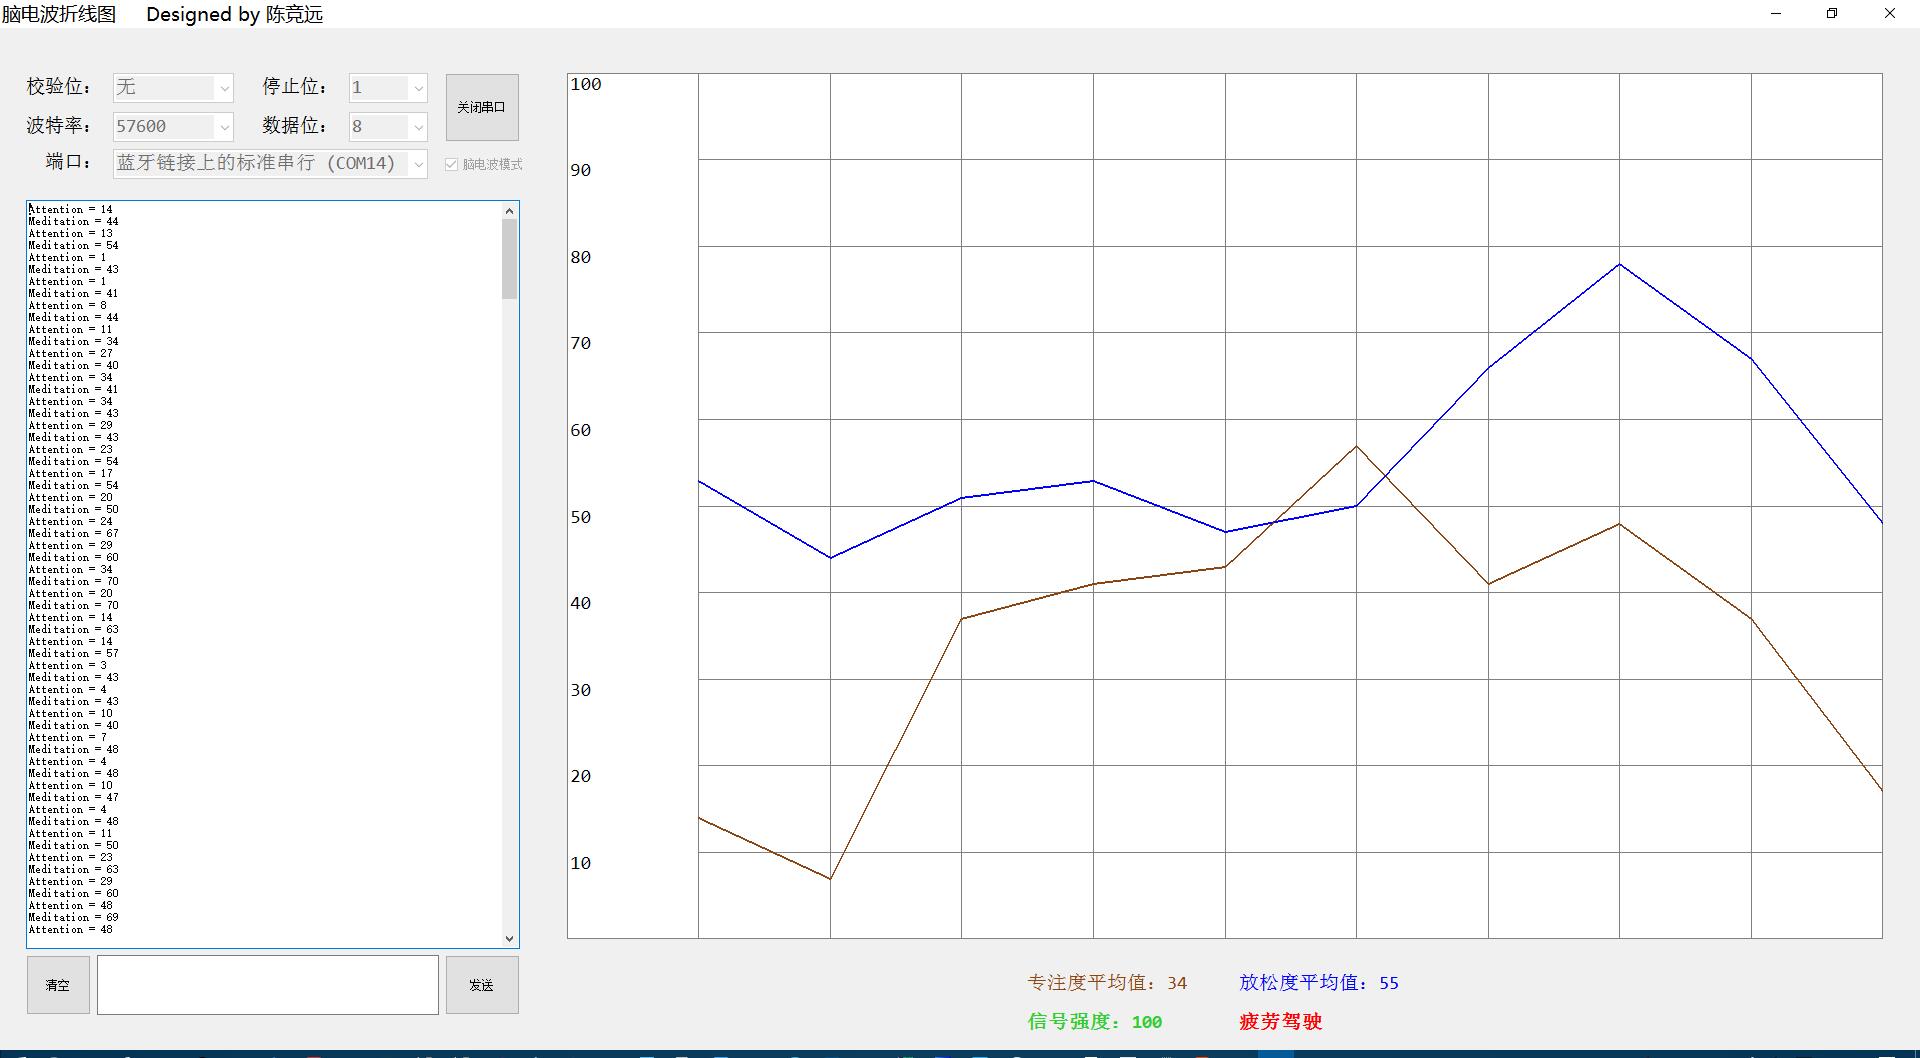 脑电波折线图 Designed by 陈竞远
校验位： 无 停止位： 1 关闭串口
波特率： 57600 数据位： 8
端口： 蓝牙链接上的标准串行 (COM14) 脑电波模式
Attention = 14
Meditation = 44
Attention = 13
Meditation = 54
Attention = 1
Meditation = 43
Attention = 1
Meditation = 41
Attention = 8
Meditation = 44
Attention = 11
Meditation = 34
Attention = 27
Meditation = 40
Attention = 34
Meditation = 41
Attention = 34
Meditation = 43
Attention = 29
Meditation = 43
Attention = 23
Meditation = 54
Attention = 17
Meditation = 54
Attention = 20
Meditation = 50
Attention = 24
Meditation = 67
Attention = 29
Meditation = 60
Attention = 34
Meditation = 70
Attention = 20
Meditation = 70
Attention = 14
Meditation = 63
Attention = 14
Meditation = 57
Attention = 3
Meditation = 43
Attention = 4
Meditation = 43
Attention = 10
Meditation = 40
Attention = 7
Meditation = 48
Attention = 4
Meditation = 48
Attention = 10
Meditation = 47
Attention = 4
Meditation = 48
Attention = 11
Meditation = 50
Attention = 23
Meditation = 63
Attention = 29
Meditation = 60
Attention = 48
Meditation = 69
Attention = 48
清空 发送
100
90
80
70
60
50
40
30
20
10
专注度平均值：34 放松度平均值：55
信号强度：100 疲劳驾驶